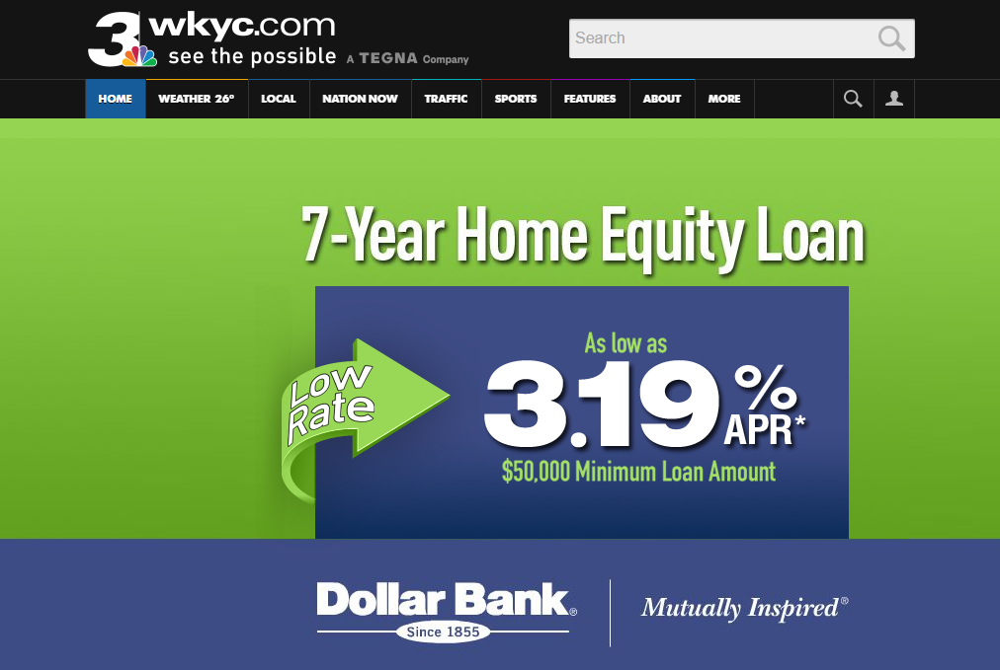 3 wkyc.com
see the possible A TEGNA Company
Search
HOME WEATHER 26° LOCAL NATION NOW TRAFFIC SPORTS FEATURES ABOUT MORE
7-Year Home Equity Loan
Low
Rate
As low as
3.19% APR*
$50,000 Minimum Loan Amount
Dollar Bank®
Since 1855
Mutually Inspired®